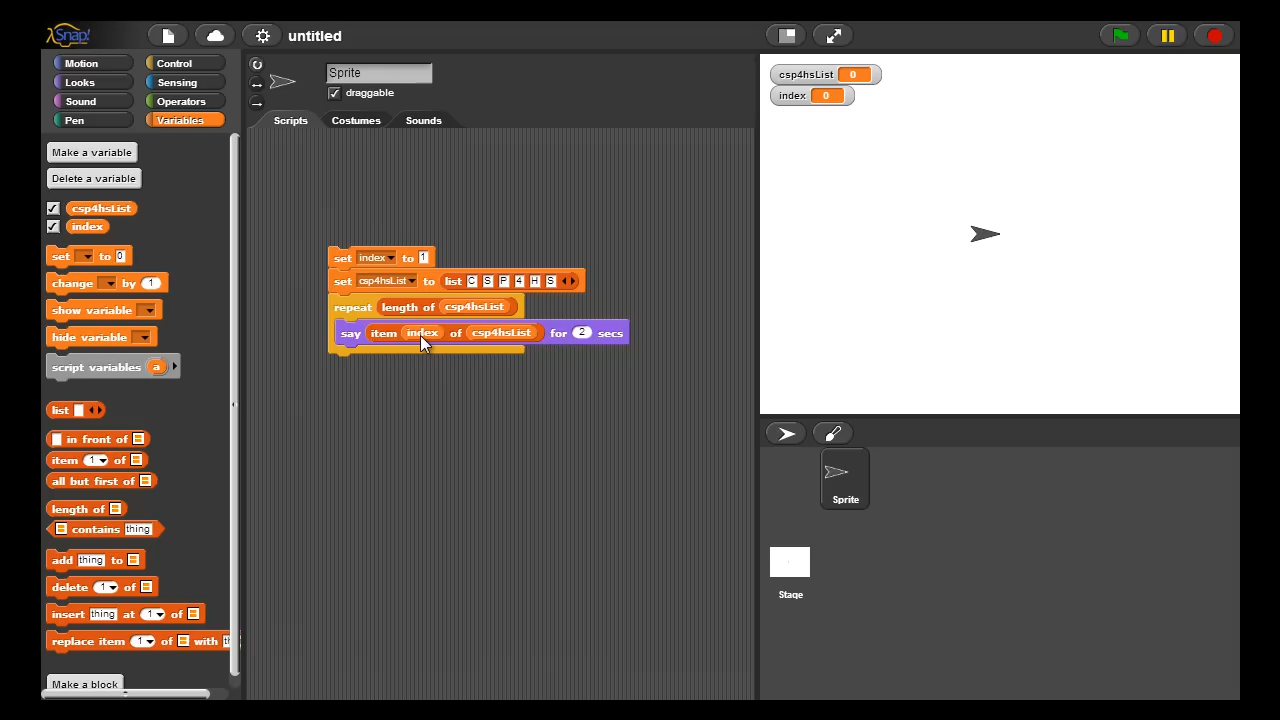 Snap!
untitled
Motion
Control
Looks
Sensing
Sound
Operators
Pen
Variables
Sprite
draggable
Scripts
Costumes
Sounds
Make a variable
Delete a variable
csp4hsList
index
set to 0
change by 1
show variable
hide variable
script variables a
list
in front of
item 1 of
all but first of
length of
contains thing
add thing to
delete 1 of
insert thing at 1 of
replace item 1 of with th
Make a block
set index to 1
set csp4hsList to list C S P 4 H S
repeat length of csp4hsList
say item index of csp4hsList for 2 secs
csp4hsList 0
index 0
Sprite
Stage